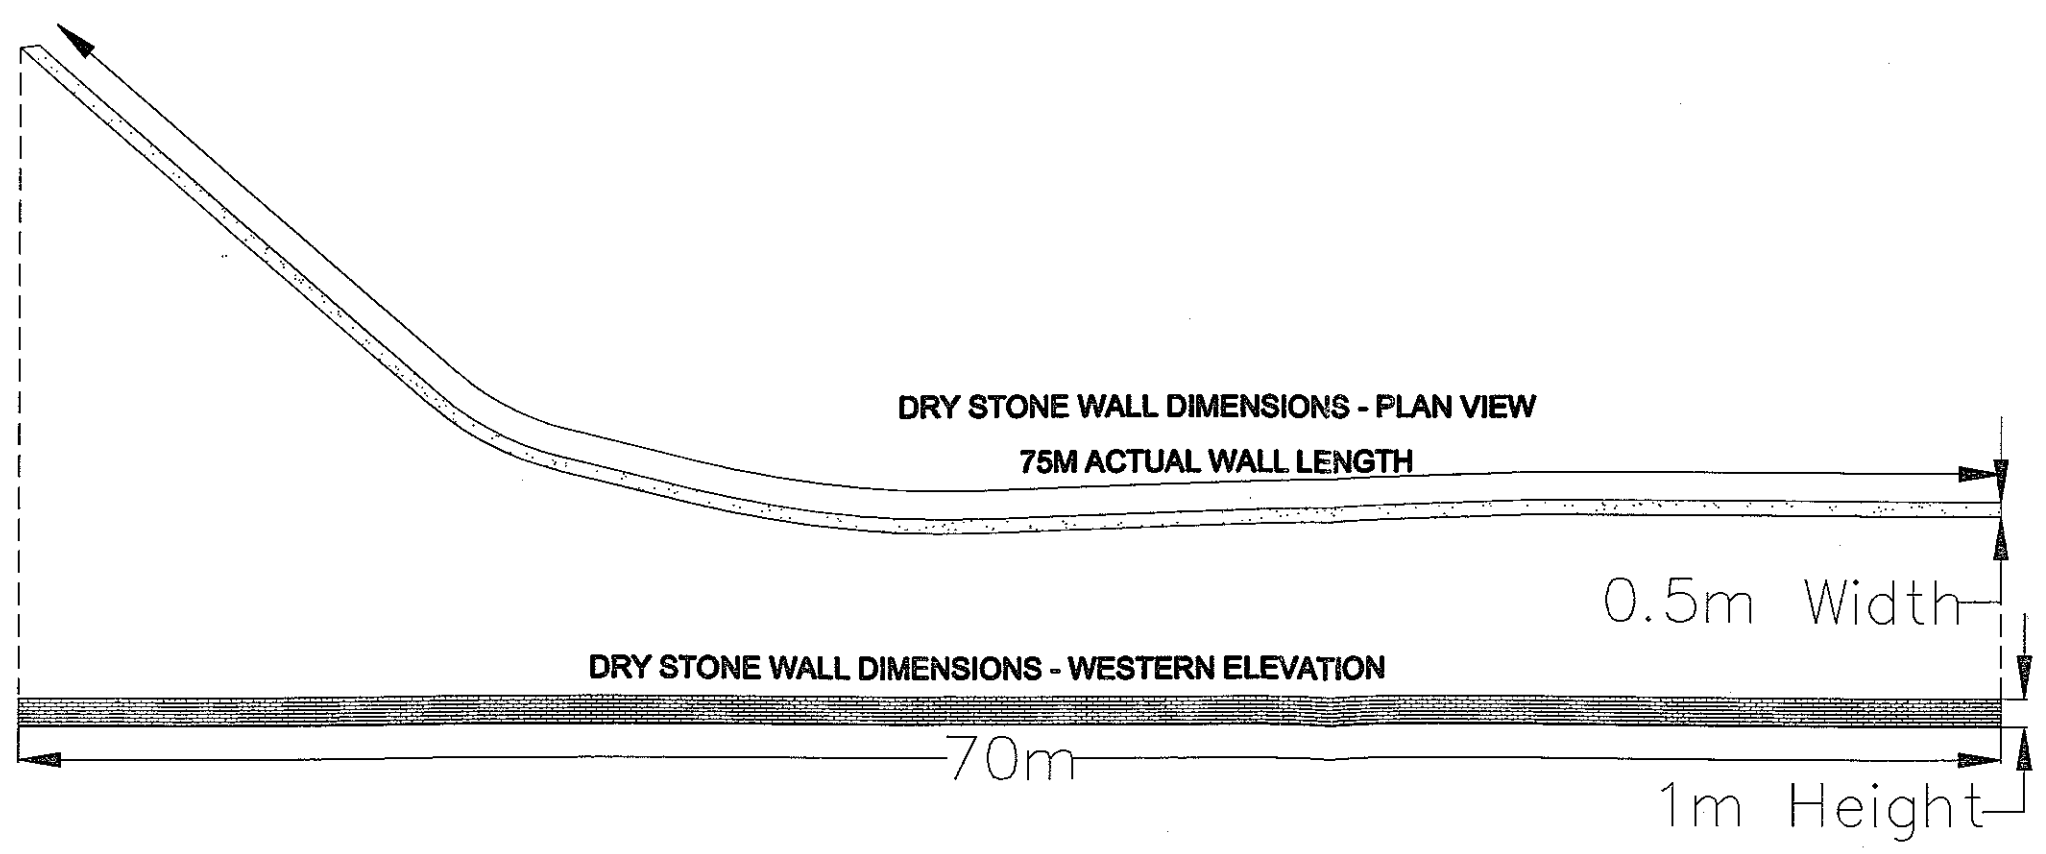 DRY STONE WALL DIMENSIONS - PLAN VIEW
75M ACTUAL WALL LENGTH
0.5m Width
DRY STONE WALL DIMENSIONS - WESTERN ELEVATION
70m
1m Height